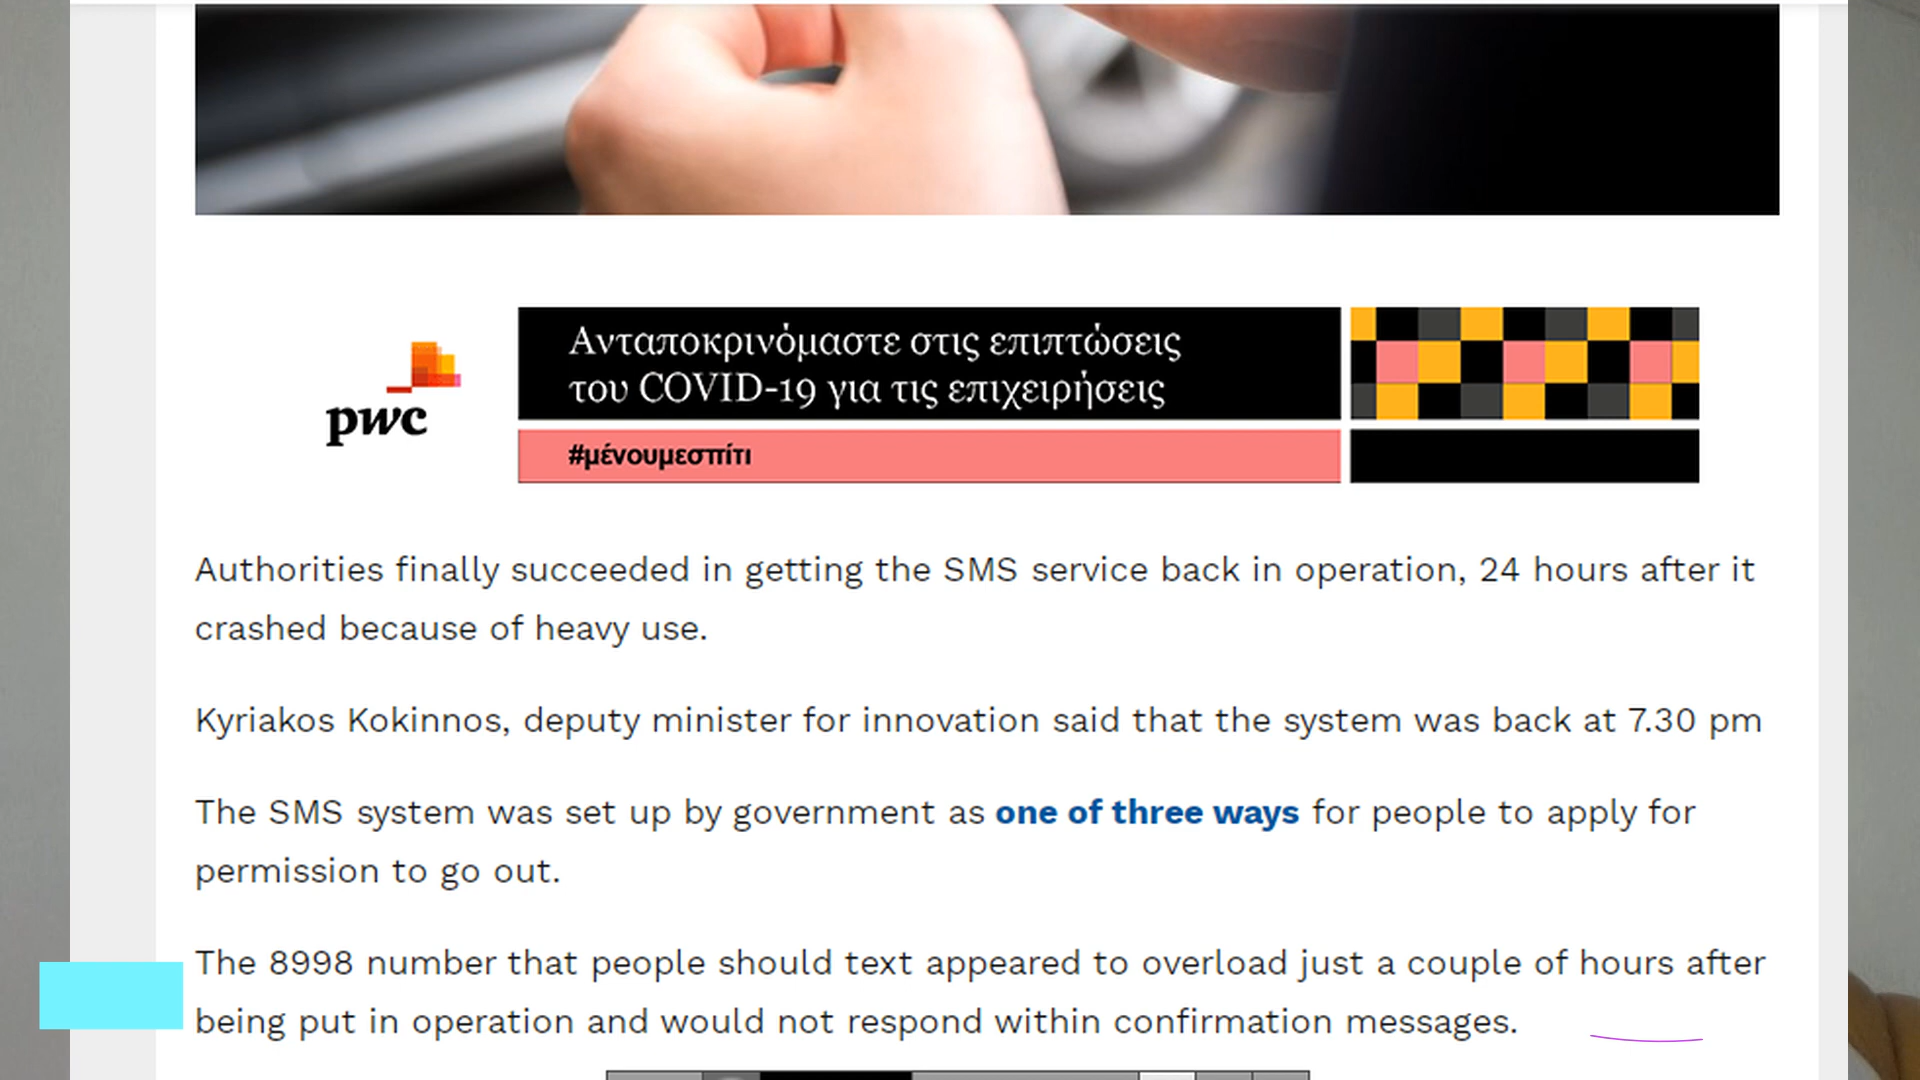 pwc
Ανταποκρινόμαστε στις επιπτώσεις
του COVID-19 για τις επιχειρήσεις
#μένουμεσπίτι
Authorities finally succeeded in getting the SMS service back in operation, 24 hours after it
crashed because of heavy use.
Kyriakos Kokinnos, deputy minister for innovation said that the system was back at 7.30 pm
The SMS system was set up by government as one of three ways for people to apply for
permission to go out.
The 8998 number that people should text appeared to overload just a couple of hours after
being put in operation and would not respond within confirmation messages.